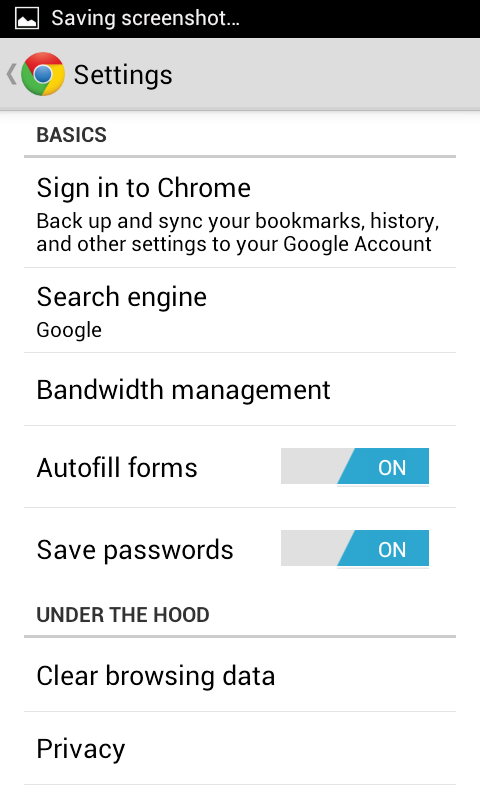 Saving screenshot...
Settings
BASICS
Sign in to Chrome
Back up and sync your bookmarks, history,
and other settings to your Google Account
Search engine
Google
Bandwidth management
Autofill forms
ON
Save passwords
ON
UNDER THE HOOD
Clear browsing data
Privacy